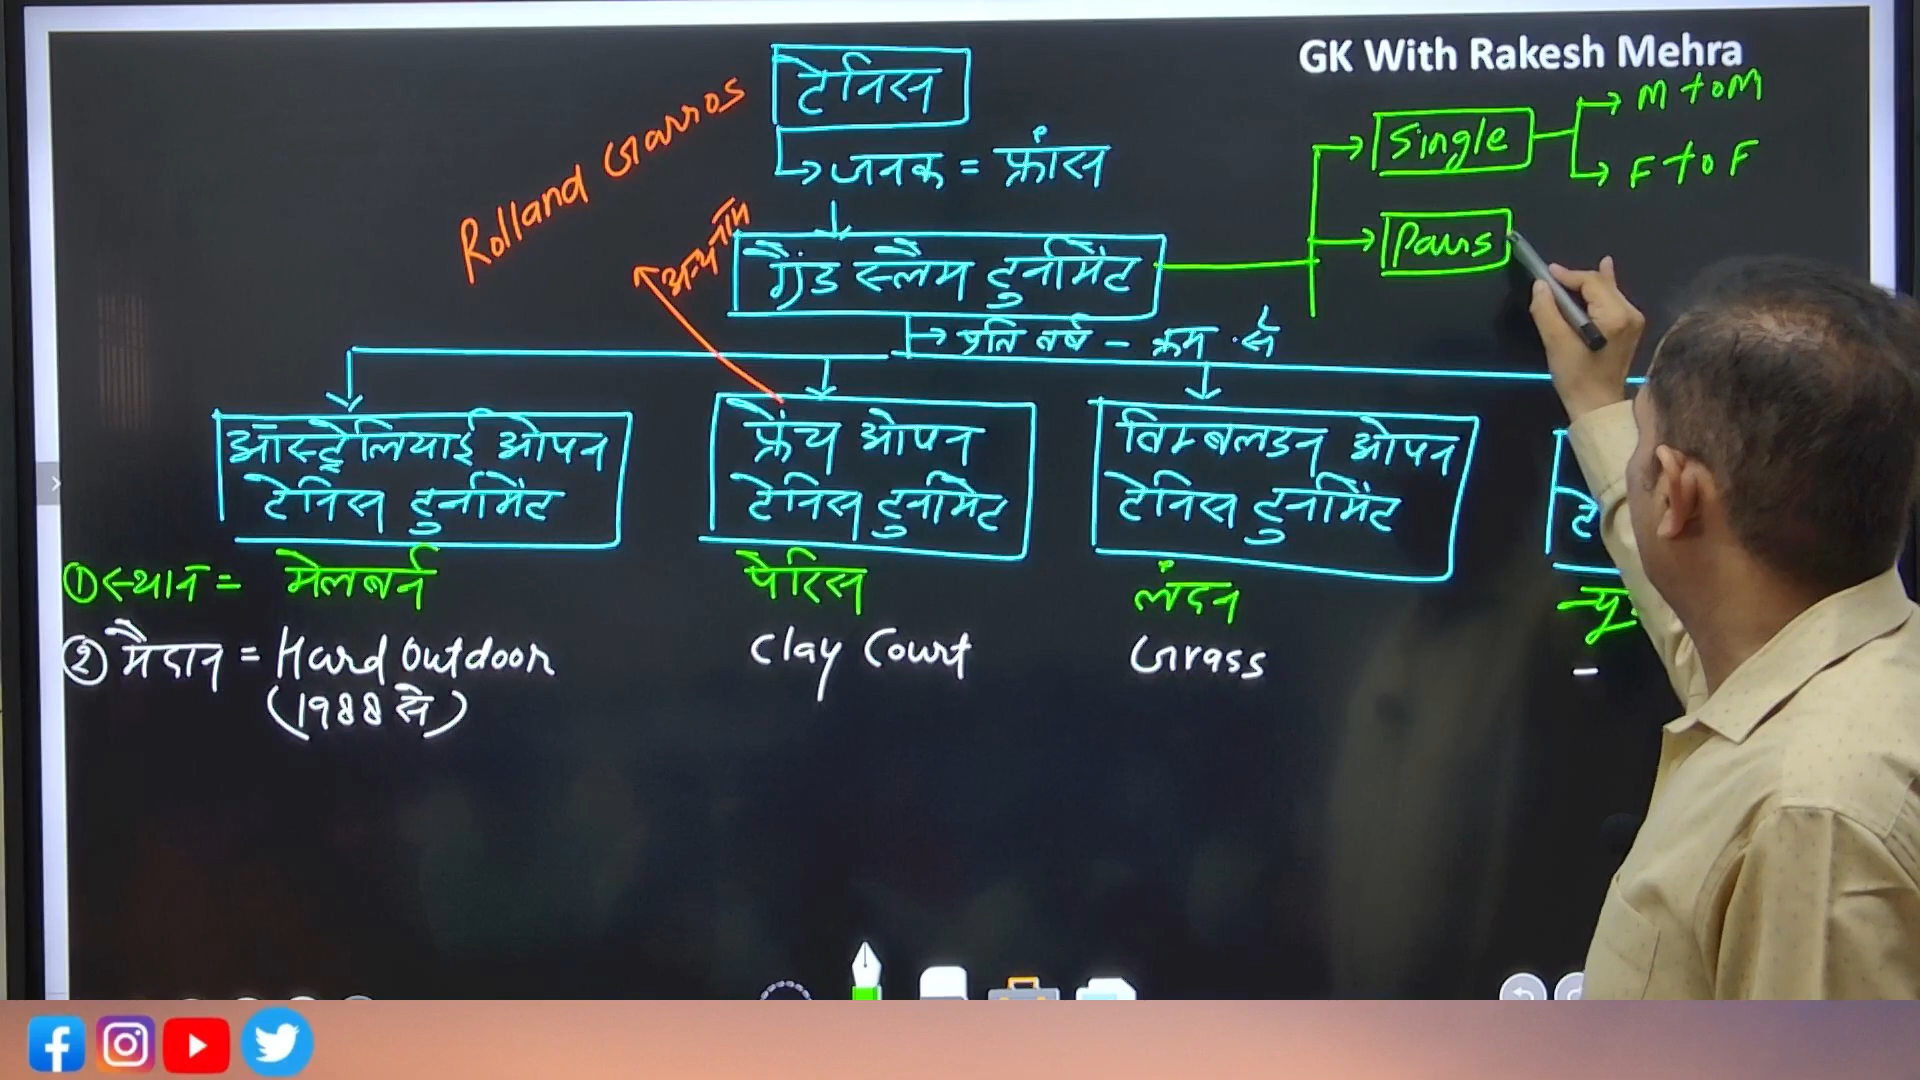 GK With Rakesh Mehra
टेनिस
जनक = फ्रांस
Rolland Garros
अन्य नाम
ग्रैंड स्लैम टुर्नामेंट
प्रति वर्ष - क्रम से
Single
M to M
F to F
Pairs
ऑस्ट्रेलियाई ओपन
टेनिस टुर्नामेंट
फ्रेंच ओपन
टेनिस टुर्नामेंट
विम्बलडन ओपन
टेनिस टुर्नामेंट
टे
① स्थान = मेलबर्न पेरिस लंदन न्यू
② मैदान = Hard Outdoor Clay Court Grass -
(1988 से)